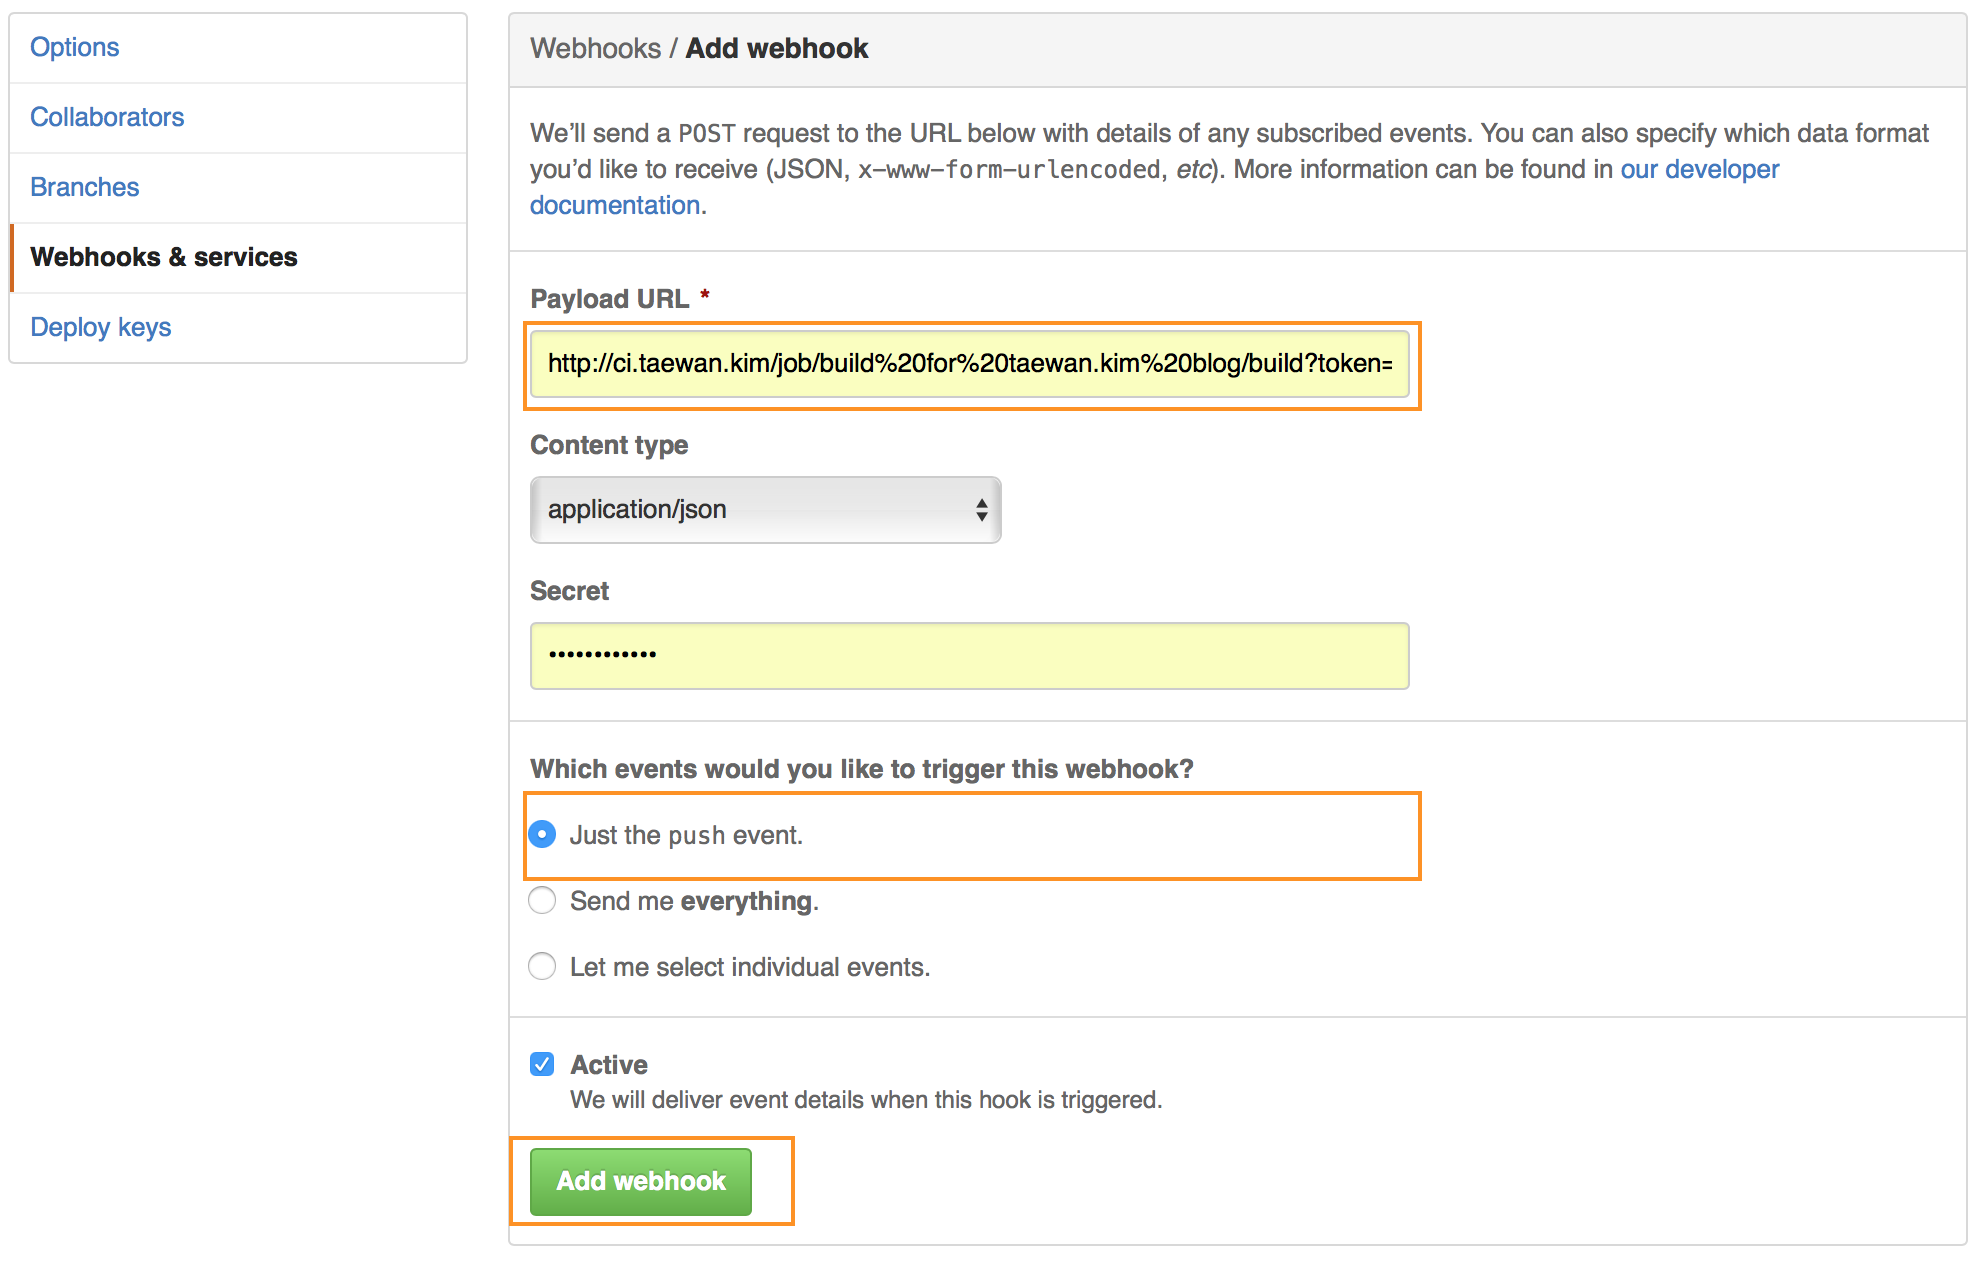 Options
Collaborators
Branches
Webhooks & services
Deploy keys
Webhooks / Add webhook
We’ll send a POST request to the URL below with details of any subscribed events. You can also specify which data format
you’d like to receive (JSON, x-www-form-urlencoded, etc). More information can be found in our developer
documentation.
Payload URL *
http://ci.taewan.kim/job/build%20for%20taewan.kim%20blog/build?token=
Content type
application/json
Secret
••••••••••••
Which events would you like to trigger this webhook?
Just the push event.
Send me everything.
Let me select individual events.
Active
We will deliver event details when this hook is triggered.
Add webhook